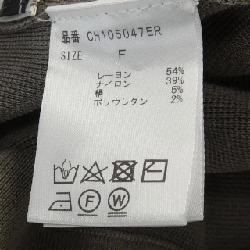 品番 CH105047ER
SIZE F
レーヨン 54%
ナイロン 39%
綿 5%
ポリウレタン 2%
F W